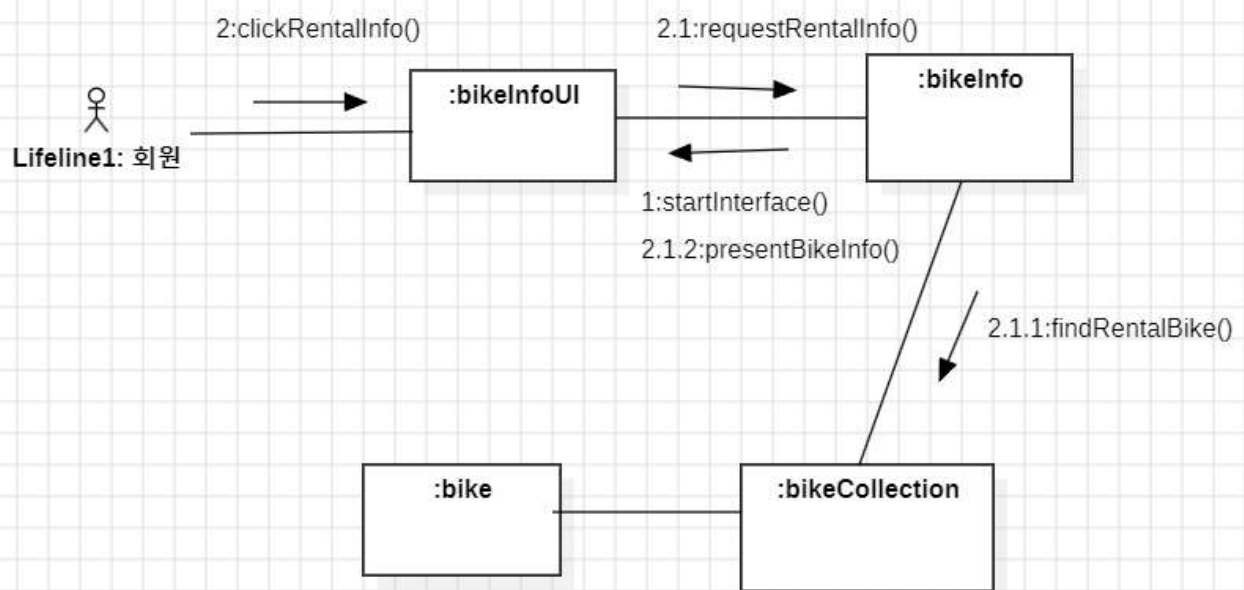 2:clickRentalInfo()
2.1:requestRentalInfo()
:bikeInfoUI
:bikeInfo
Lifeline1: 회원
1:startInterface()
2.1.2:presentBikeInfo()
2.1.1:findRentalBike()
:bike
:bikeCollection